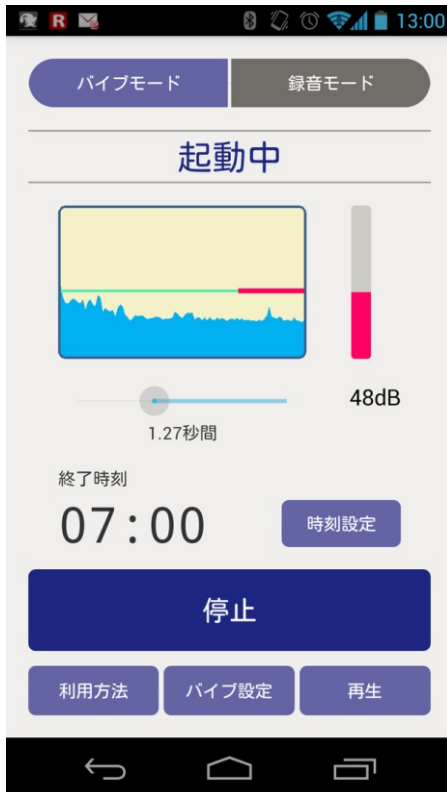 R 13:00
バイブモード 録音モード
起動中
48dB
1.27秒間
終了時刻
07:00 時刻設定
停止
利用方法 バイブ設定 再生